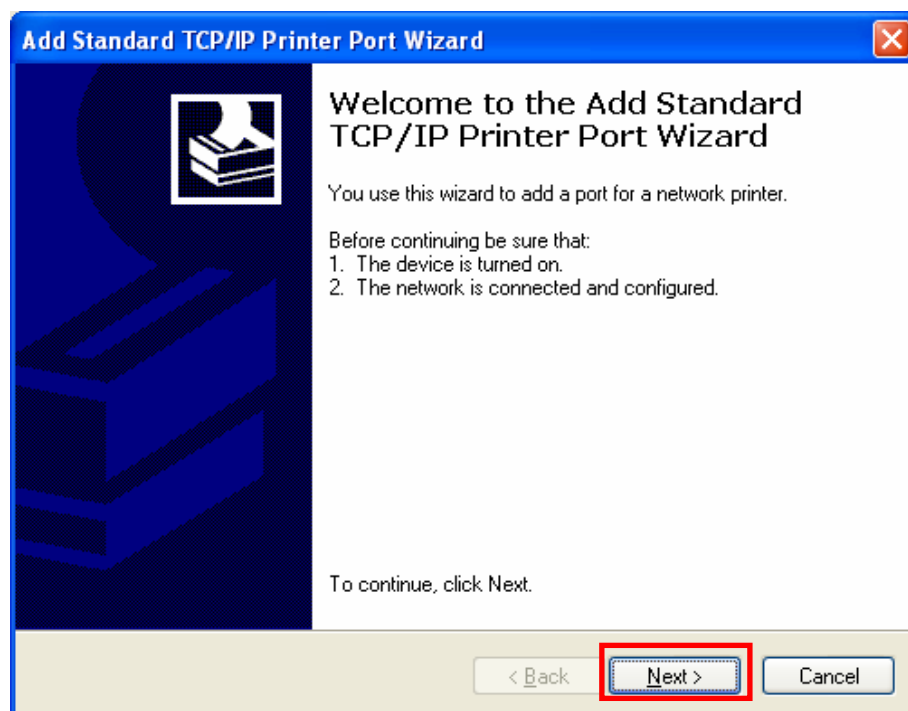 Add Standard TCP/IP Printer Port Wizard
Welcome to the Add Standard
TCP/IP Printer Port Wizard
You use this wizard to add a port for a network printer.
Before continuing be sure that:
1. The device is turned on.
2. The network is connected and configured.
To continue, click Next.
< Back
Next >
Cancel